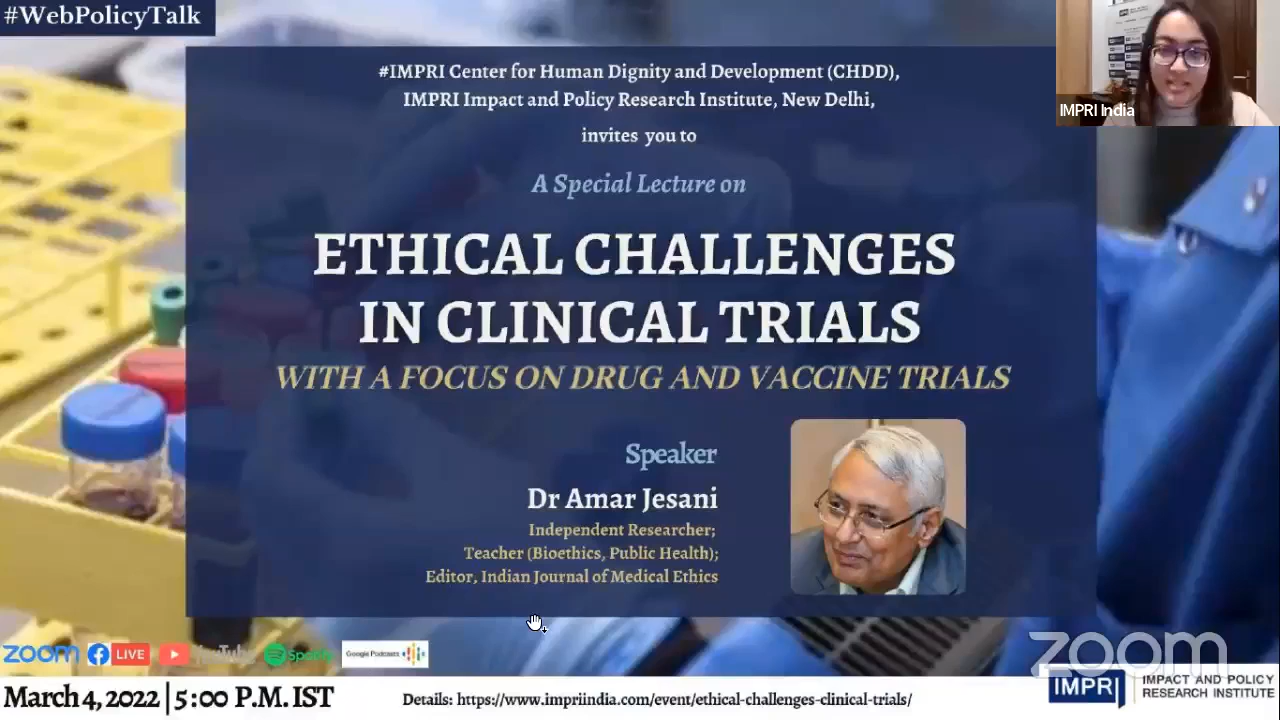 #WebPolicyTalk
#IMPRI Center for Human Dignity and Development (CHDD),
IMPRI Impact and Policy Research Institute, New Delhi,
invites you to
A Special Lecture on
ETHICAL CHALLENGES
IN CLINICAL TRIALS
WITH A FOCUS ON DRUG AND VACCINE TRIALS
Speaker
Dr Amar Jesani
Independent Researcher;
Teacher (Bioethics, Public Health);
Editor, Indian Journal of Medical Ethics
IMPRI India
zoom
LIVE
YouTube
Spotify
Google Podcasts
zoom
March 4, 2022 | 5:00 P.M. IST
Details: https://www.impriindia.com/event/ethical-challenges-clinical-trials/
IMPRI
IMPACT AND POLICY
RESEARCH INSTITUTE